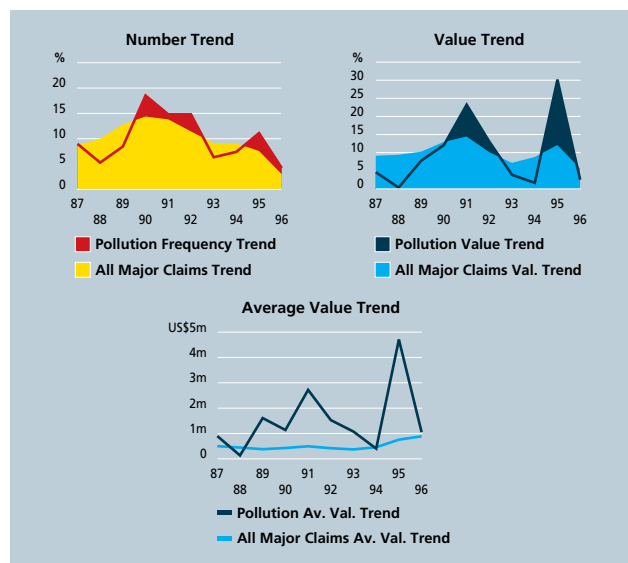 Number Trend
%
20
15
10
5
0
87 89 91 93 95
88 90 92 94 96
Pollution Frequency Trend
All Major Claims Trend
Value Trend
%
30
25
20
15
10
5
0
87 89 91 93 95
88 90 92 94 96
Pollution Value Trend
All Major Claims Val. Trend
Average Value Trend
US$5m
4m
3m
2m
1m
0
87 89 91 93 95
88 90 92 94 96
Pollution Av. Val. Trend
All Major Claims Av. Val. Trend